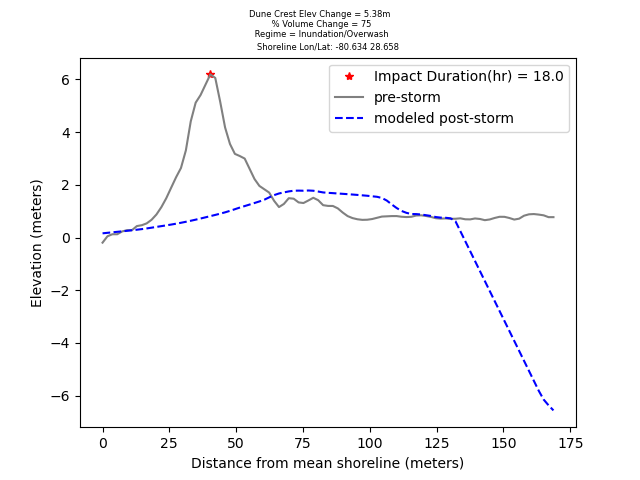 Dune Crest Elev Change = 5.38m
% Volume Change = 75
Regime = Inundation/Overwash
Shoreline Lon/Lat: -80.634 28.658
Impact Duration(hr) = 18.0
pre-storm
modeled post-storm
Elevation (meters)
6
4
2
0
−2
−4
−6
0 25 50 75 100 125 150 175
Distance from mean shoreline (meters)